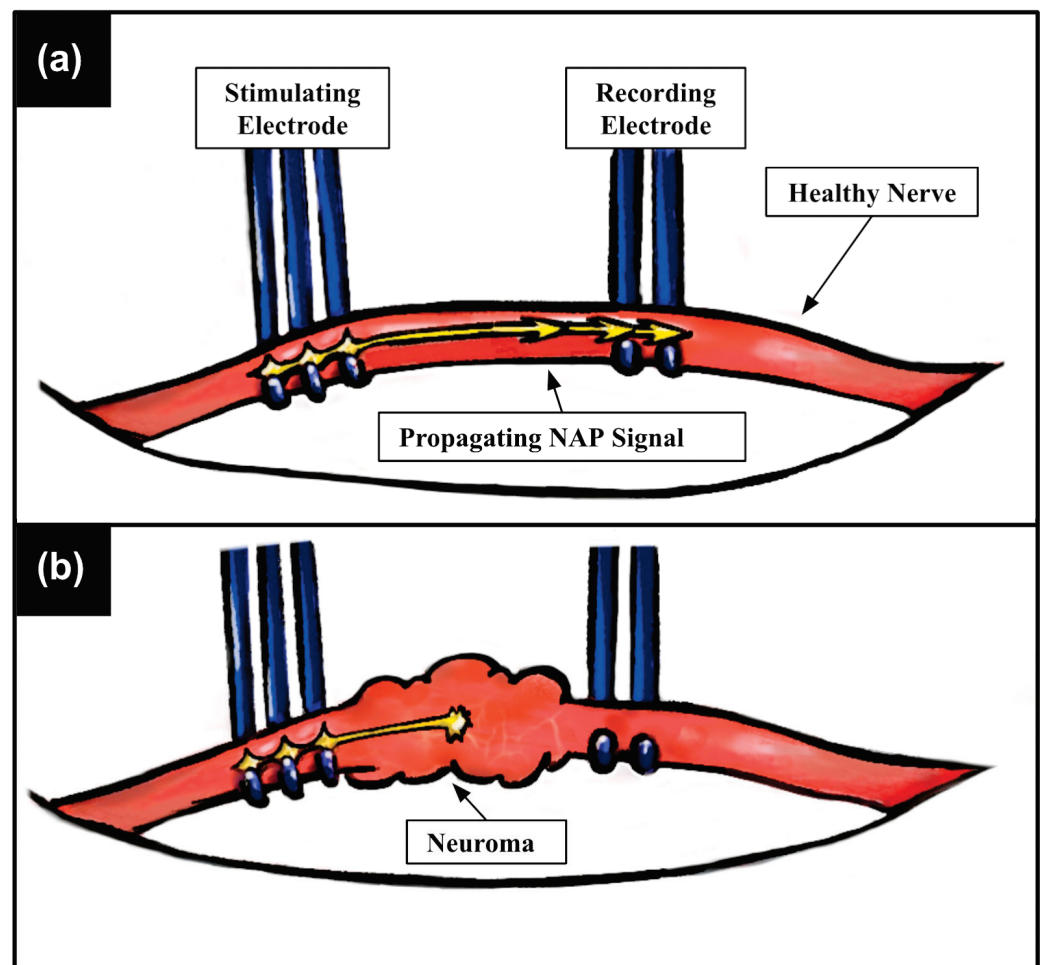 (a)
Stimulating
Electrode
Recording
Electrode
Healthy Nerve
Propagating NAP Signal
(b)
Neuroma